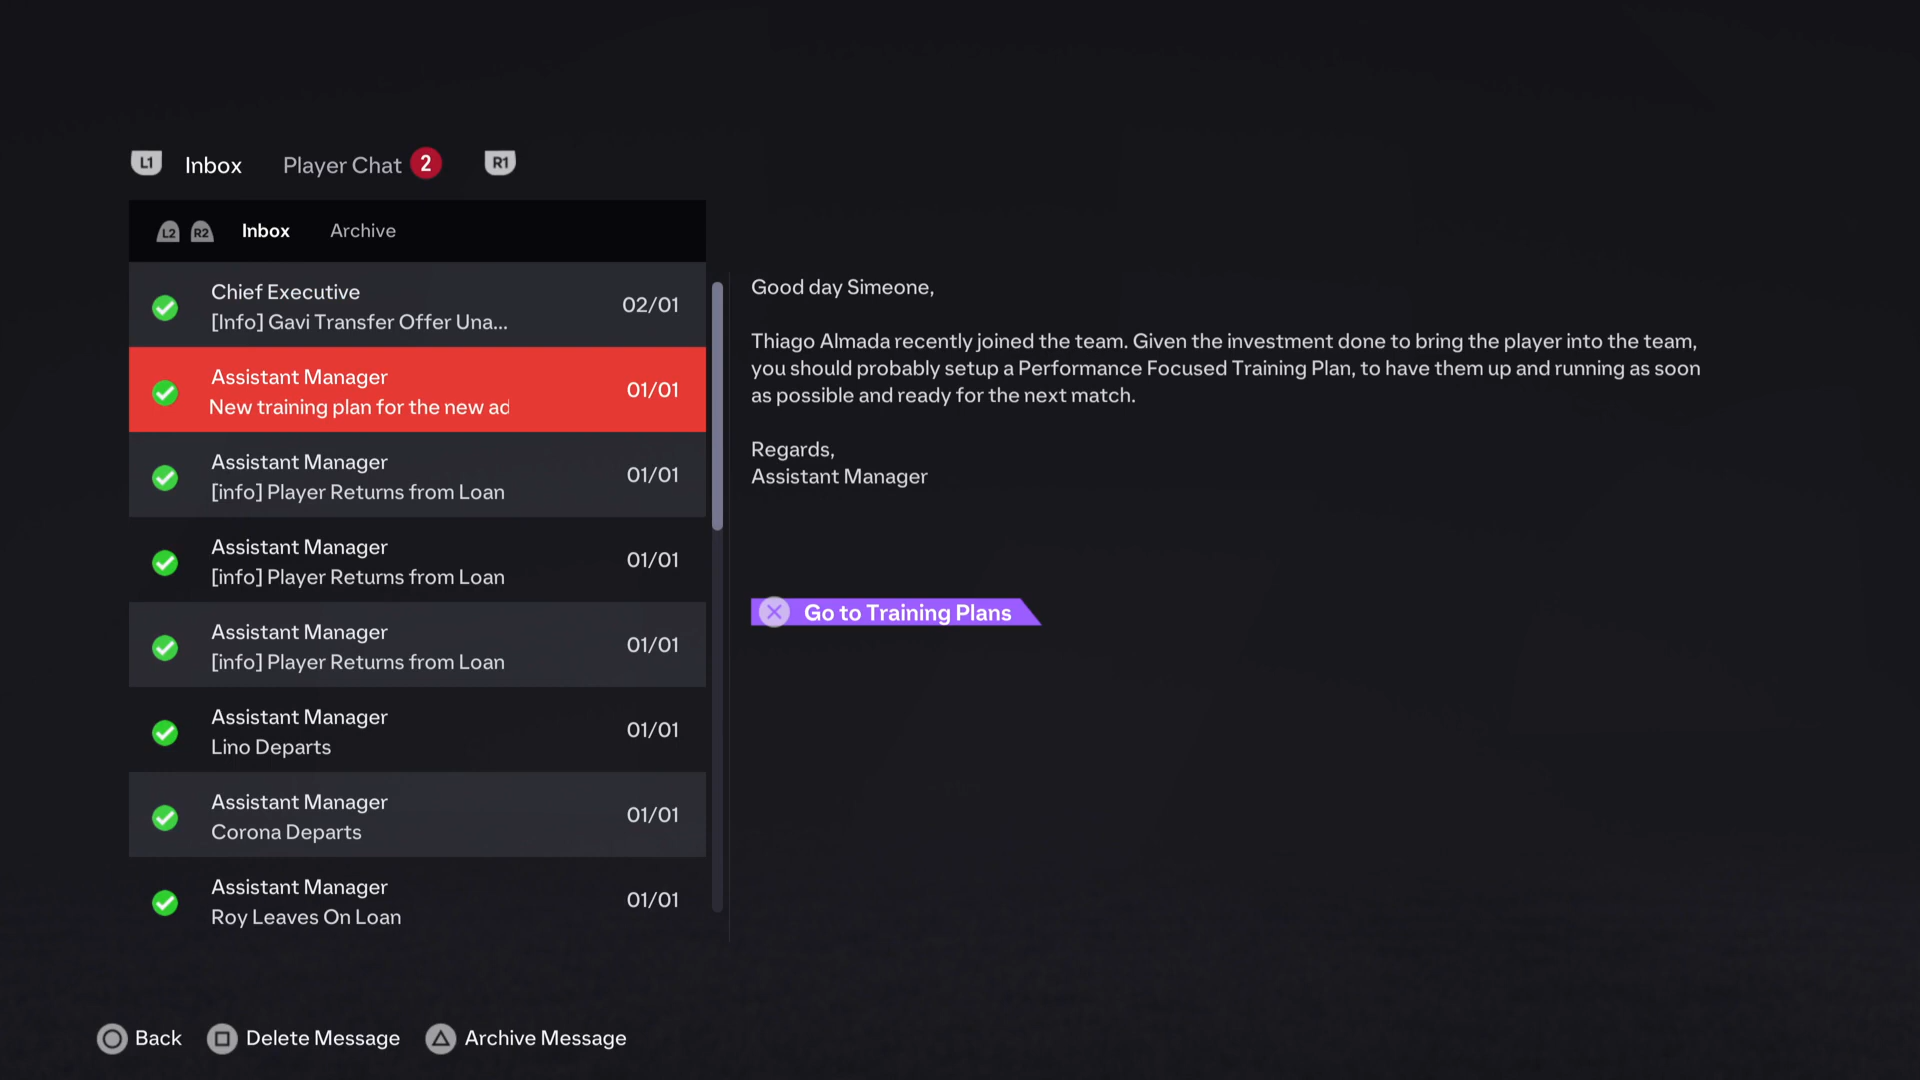 L1 Inbox Player Chat 2 R1
L2 R2 Inbox Archive
Chief Executive
[Info] Gavi Transfer Offer Una...
02/01
Assistant Manager
New training plan for the new ad
01/01
Assistant Manager
[info] Player Returns from Loan
01/01
Assistant Manager
[info] Player Returns from Loan
01/01
Assistant Manager
[info] Player Returns from Loan
01/01
Assistant Manager
Lino Departs
01/01
Assistant Manager
Corona Departs
01/01
Assistant Manager
Roy Leaves On Loan
01/01
Good day Simeone,
Thiago Almada recently joined the team. Given the investment done to bring the player into the team,
you should probably setup a Performance Focused Training Plan, to have them up and running as soon
as possible and ready for the next match.
Regards,
Assistant Manager
Go to Training Plans
Back Delete Message Archive Message